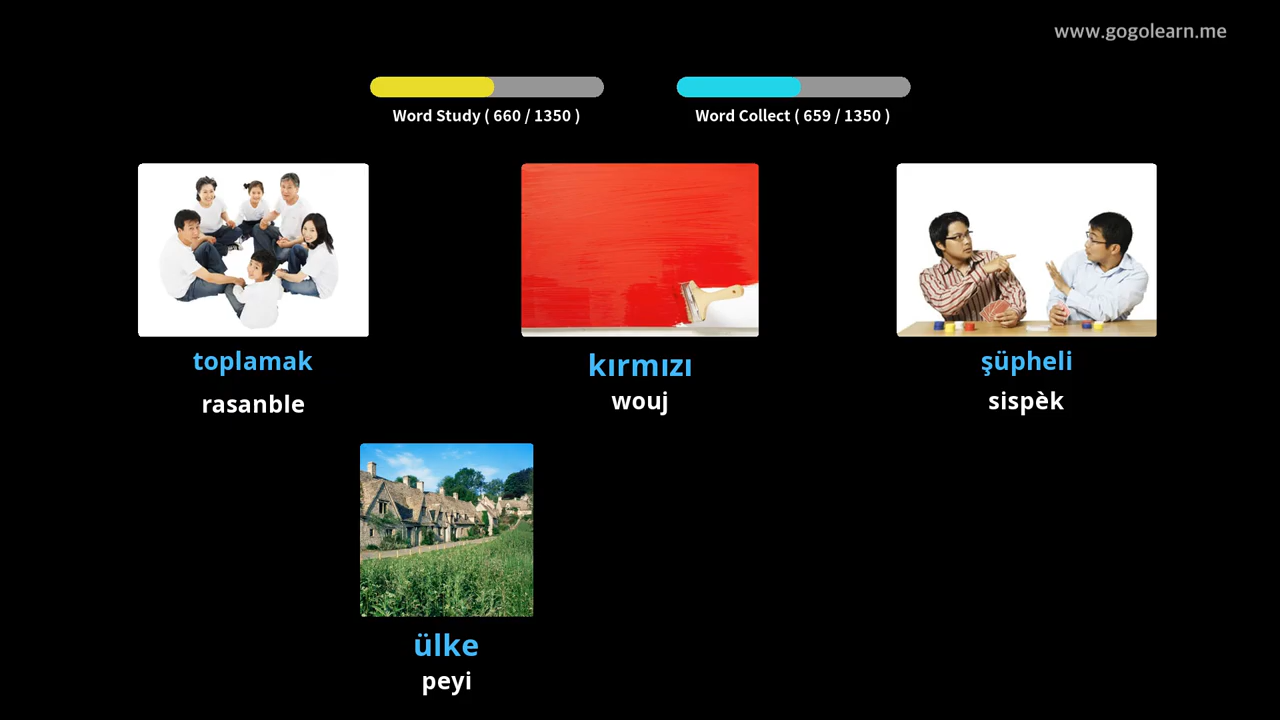 www.gogolearn.me
Word Study ( 660 / 1350 )
Word Collect ( 659 / 1350 )
toplamak
rasanble
kırmızı
wouj
şüpheli
sispèk
ülke
peyi